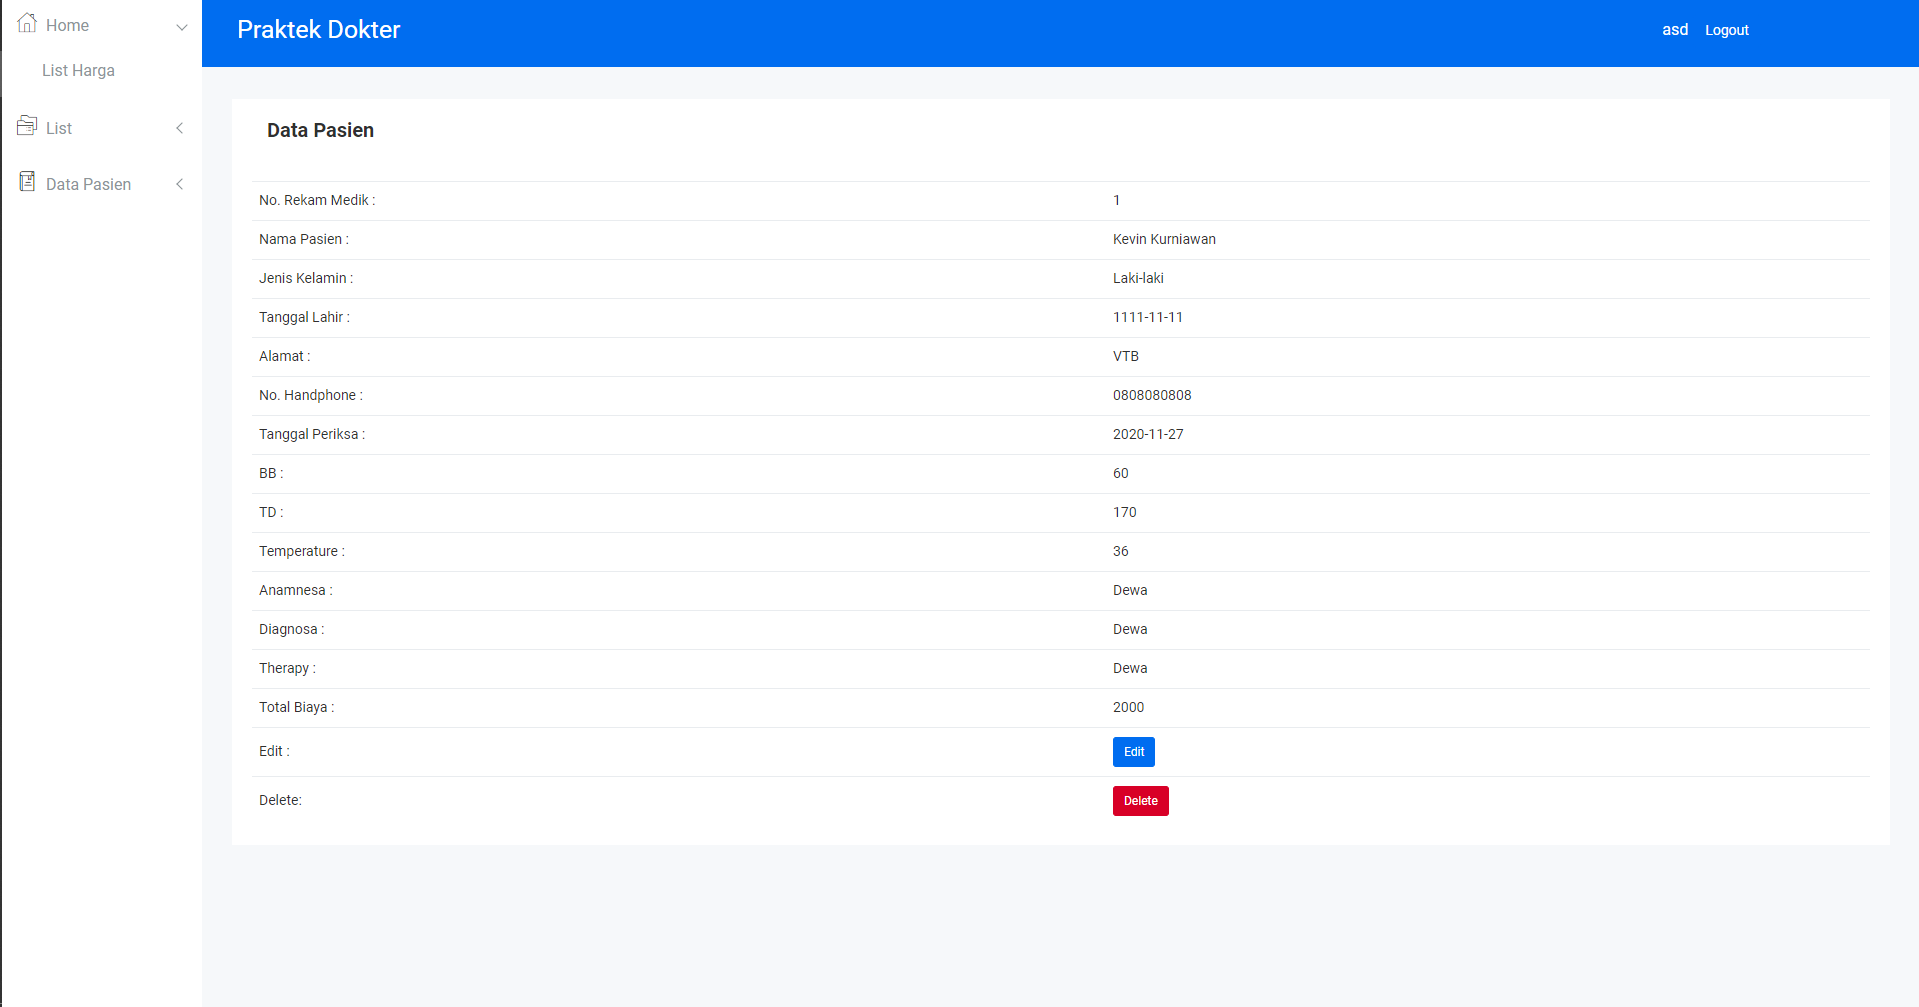 Home
List Harga
List
Data Pasien
Praktek Dokter
asd Logout
Data Pasien
No. Rekam Medik : 1
Nama Pasien : Kevin Kurniawan
Jenis Kelamin : Laki-laki
Tanggal Lahir : 1111-11-11
Alamat : VTB
No. Handphone : 0808080808
Tanggal Periksa : 2020-11-27
BB : 60
TD : 170
Temperature : 36
Anamnesa : Dewa
Diagnosa : Dewa
Therapy : Dewa
Total Biaya : 2000
Edit : Edit
Delete: Delete